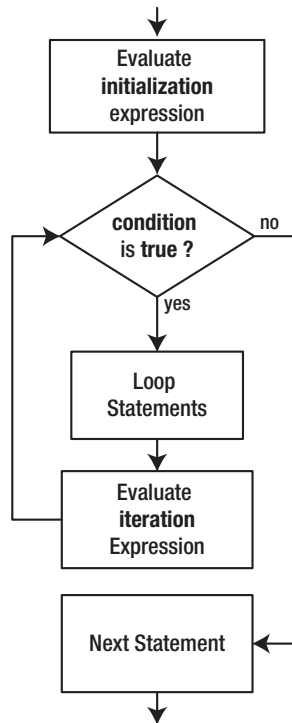 Evaluate
initialization
expression
condition
is true ?
no
yes
Loop
Statements
Evaluate
iteration
Expression
Next Statement